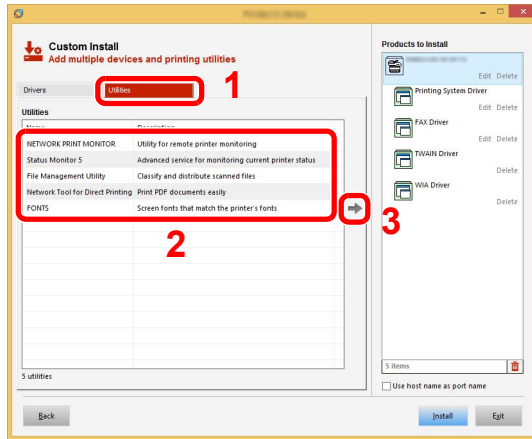 Custom Install
Add multiple devices and printing utilities
1
Drivers
Utilities
Utilities
NETWORK PRINT MONITOR Utility for remote printer monitoring
Status Monitor 5 Advanced service for monitoring current printer status
File Management Utility Classify and distribute scanned files
Network Tool for Direct Printing Print PDF documents easily
FONTS Screen fonts that match the printer's fonts
2
3
5 utilities
Products to Install
Edit Delete
Printing System Driver
Edit Delete
FAX Driver
Edit Delete
TWAIN Driver
Delete
WIA Driver
Delete
5 items
Use host name as port name
Back
Install
Exit